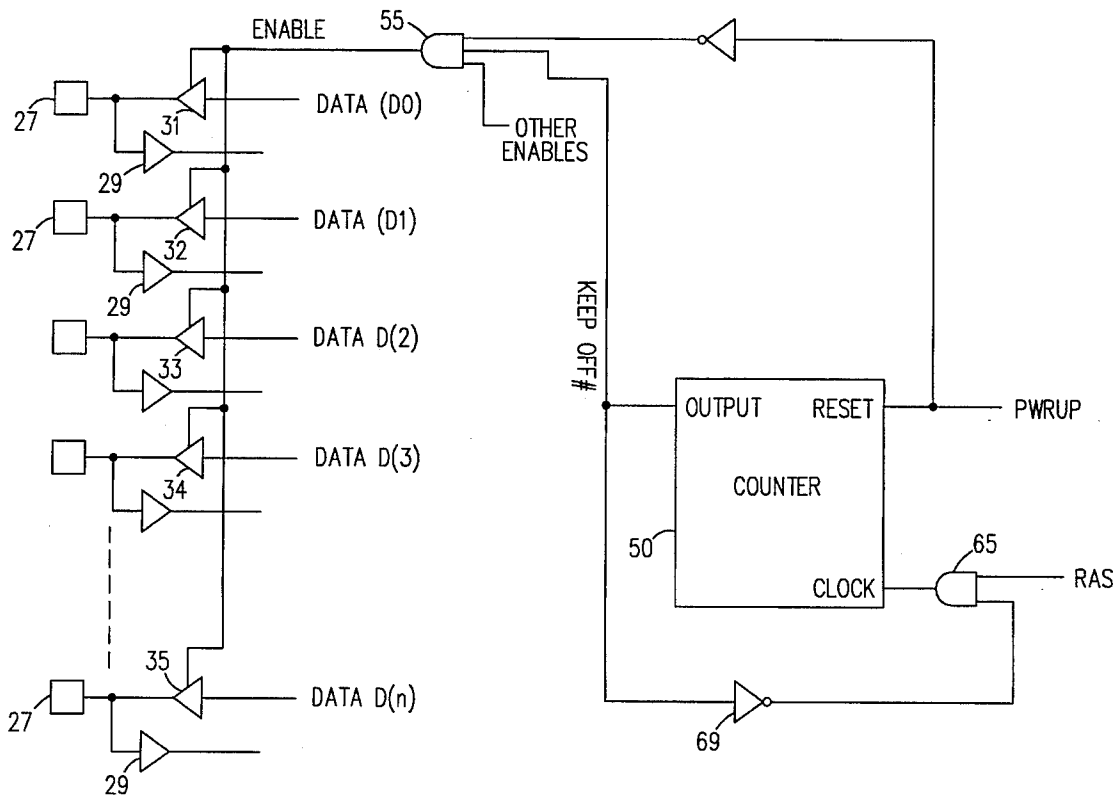 55
ENABLE
27
31
DATA (D0)
OTHER
ENABLES
29
27
32
DATA (D1)
29
KEEP OFF#
33
DATA D(2)
OUTPUT
RESET
PWRUP
34
DATA D(3)
COUNTER
50
65
CLOCK
RAS
35
27
DATA D(n)
69
29